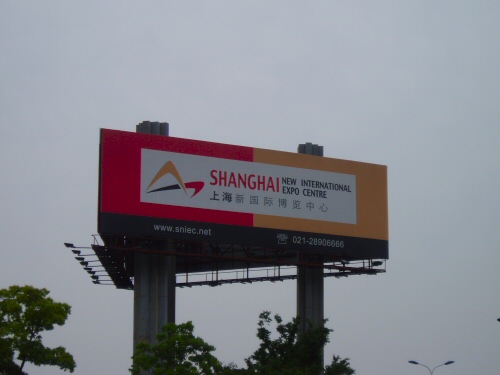 SHANGHAI NEW INTERNATIONAL
EXPO CENTRE
上海新国际博览中心
www.sniec.net
021-28906666